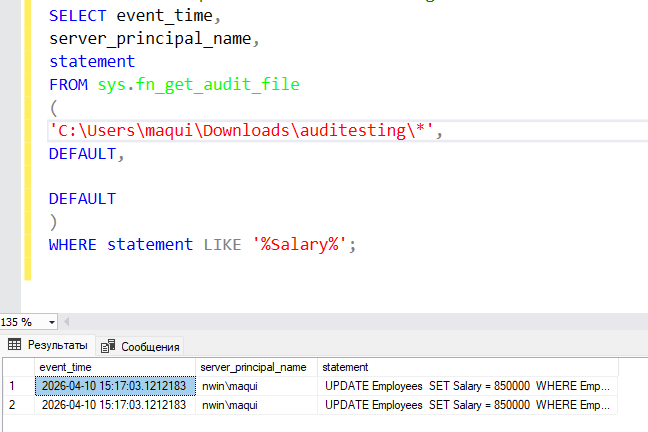 SELECT event_time,
server_principal_name,
statement
FROM sys.fn_get_audit_file
(
'C:\Users\maqui\Downloads\auditesting\*',
DEFAULT,
DEFAULT
)
WHERE statement LIKE '%Salary%';
135 %
Результаты Сообщения
event_time server_principal_name statement
1 2026-04-10 15:17:03.1212183 nwin\maqui UPDATE Employees SET Salary = 850000 WHERE Emp...
2 2026-04-10 15:17:03.1212183 nwin\maqui UPDATE Employees SET Salary = 850000 WHERE Emp...